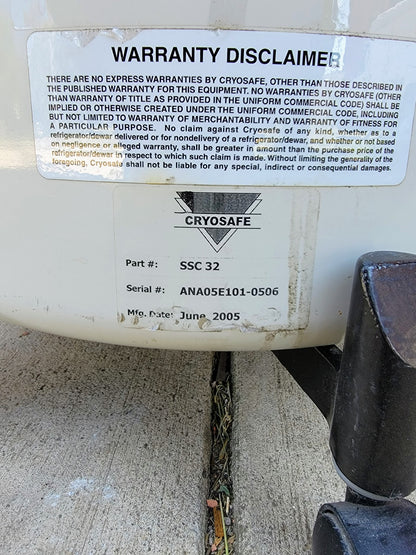 WARRANTY DISCLAIMER
THERE ARE NO EXPRESS WARRANTIES BY CRYOSAFE, OTHER THAN THOSE DESCRIBED IN
THE PUBLISHED WARRANTY FOR THIS EQUIPMENT. NO WARRANTIES BY CRYOSAFE (OTHER
THAN WARRANTY OF TITLE AS PROVIDED IN THE UNIFORM COMMERCIAL CODE) SHALL BE
IMPLIED OR OTHERWISE CREATED UNDER THE UNIFORM COMMERCIAL CODE, INCLUDING
BUT NOT LIMITED TO WARRANTY OF MERCHANTABILITY AND WARRANTY OF FITNESS FOR
A PARTICULAR PURPOSE. No claim against Cryosafe of any kind, whether as to a
refrigerator/dewar delivered or for nondelivery of a refrigerator/dewar, and whether or not based
on negligence or alleged warranty, shall be greater in amount than the purchase price of the
refrigerator/dewar in respect to which such claim is made. Without limiting the generality of the
foregoing, Cryosafe shall not be liable for any special, indirect or consequential damages.
CRYOSAFE
Part #: SSC 32
Serial #: ANA05E101-0506
Mfg. Date: June, 2005